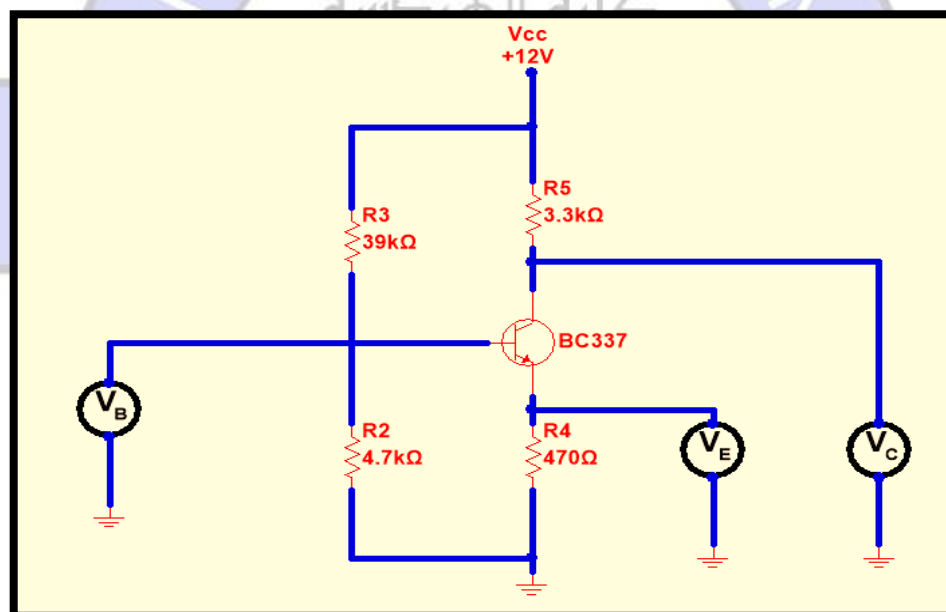 Vcc
+12V
R5
3.3kΩ
R3
39kΩ
BC337
VB
R2
4.7kΩ
R4
470Ω
VE
VC